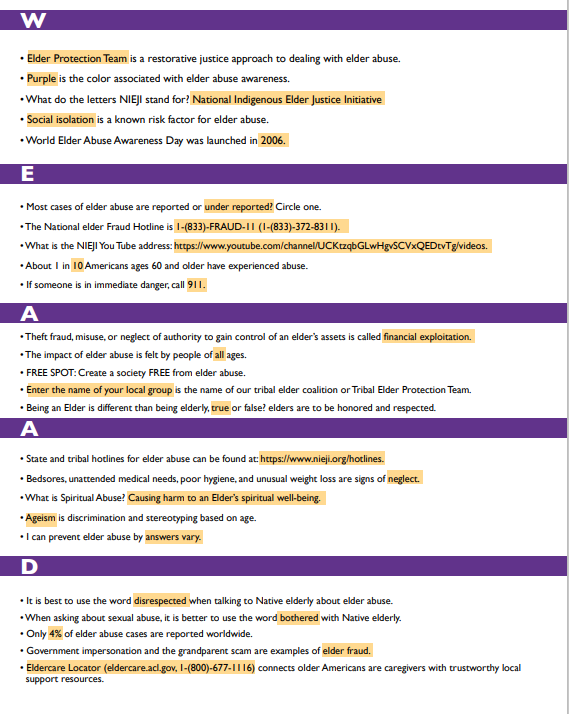 W
• Elder Protection Team is a restorative justice approach to dealing with elder abuse.
• Purple is the color associated with elder abuse awareness.
• What do the letters NIEJI stand for? National Indigenous Elder Justice Initiative
• Social isolation is a known risk factor for elder abuse.
• World Elder Abuse Awareness Day was launched in 2006.
E
• Most cases of elder abuse are reported or under reported? Circle one.
• The National elder Fraud Hotline is 1-(833)-FRAUD-11 (1-(833)-372-8311).
• What is the NIEJI You Tube address: https://www.youtube.com/channel/UCKtzqbGLwHgvSCVxQEDtvTg/videos.
• About 1 in 10 Americans ages 60 and older have experienced abuse.
• If someone is in immediate danger, call 911.
A
• Theft fraud, misuse, or neglect of authority to gain control of an elder's assets is called financial exploitation.
• The impact of elder abuse is felt by people of all ages.
• FREE SPOT: Create a society FREE from elder abuse.
• Enter the name of your local group is the name of our tribal elder coalition or Tribal Elder Protection Team.
• Being an Elder is different than being elderly, true or false? elders are to be honored and respected.
A
• State and tribal hotlines for elder abuse can be found at: https://www.nieji.org/hotlines.
• Bedsores, unattended medical needs, poor hygiene, and unusual weight loss are signs of neglect.
• What is Spiritual Abuse? Causing harm to an Elder's spiritual well-being.
• Ageism is discrimination and stereotyping based on age.
• I can prevent elder abuse by answers vary.
D
• It is best to use the word disrespected when talking to Native elderly about elder abuse.
• When asking about sexual abuse, it is better to use the word bothered with Native elderly.
• Only 4% of elder abuse cases are reported worldwide.
• Government impersonation and the grandparent scam are examples of elder fraud.
• Eldercare Locator (eldercare.acl.gov, 1-(800)-677-1116) connects older Americans are caregivers with trustworthy local
support resources.